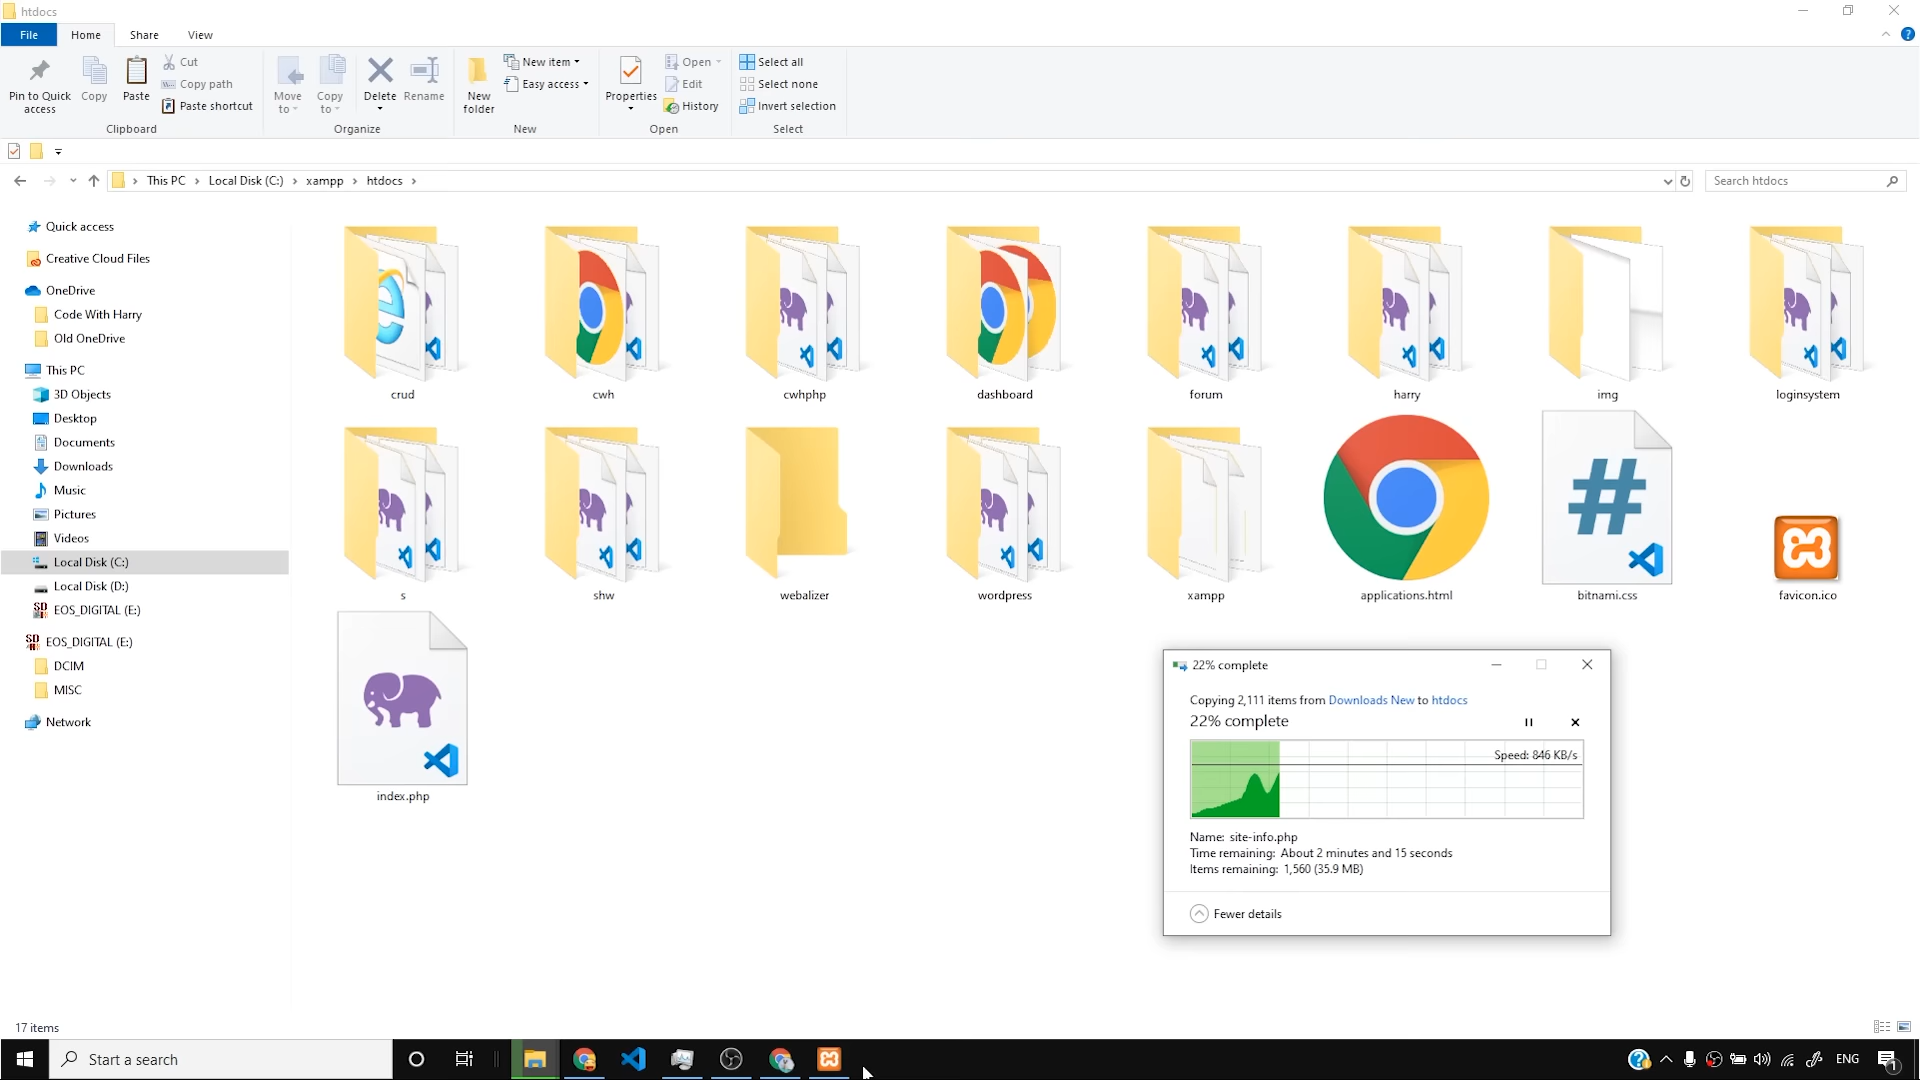 htdocs
File Home Share View
Pin to Quick access
Copy
Paste
Cut
Copy path
Paste shortcut
Clipboard
Move to
Copy to
Delete
Rename
Organize
New folder
New item
Easy access
New
Properties
Open
Edit
History
Open
Select all
Select none
Invert selection
Select
This PC > Local Disk (C:) > xampp > htdocs >
Search htdocs
Quick access
Creative Cloud Files
OneDrive
Code With Harry
Old OneDrive
This PC
3D Objects
Desktop
Documents
Downloads
Music
Pictures
Videos
Local Disk (C:)
Local Disk (D:)
EOS_DIGITAL (E:)
EOS_DIGITAL (E:)
DCIM
MISC
Network
crud cwh cwhphp dashboard forum harry img loginsystem
s shw webalizer wordpress xampp applications.html bitnami.css favicon.ico
index.php
22% complete
Copying 2,111 items from Downloads New to htdocs
22% complete
Speed: 846 KB/s
Name: site-info.php
Time remaining: About 2 minutes and 15 seconds
Items remaining: 1,560 (35.9 MB)
Fewer details
17 items
Start a search
ENG
1